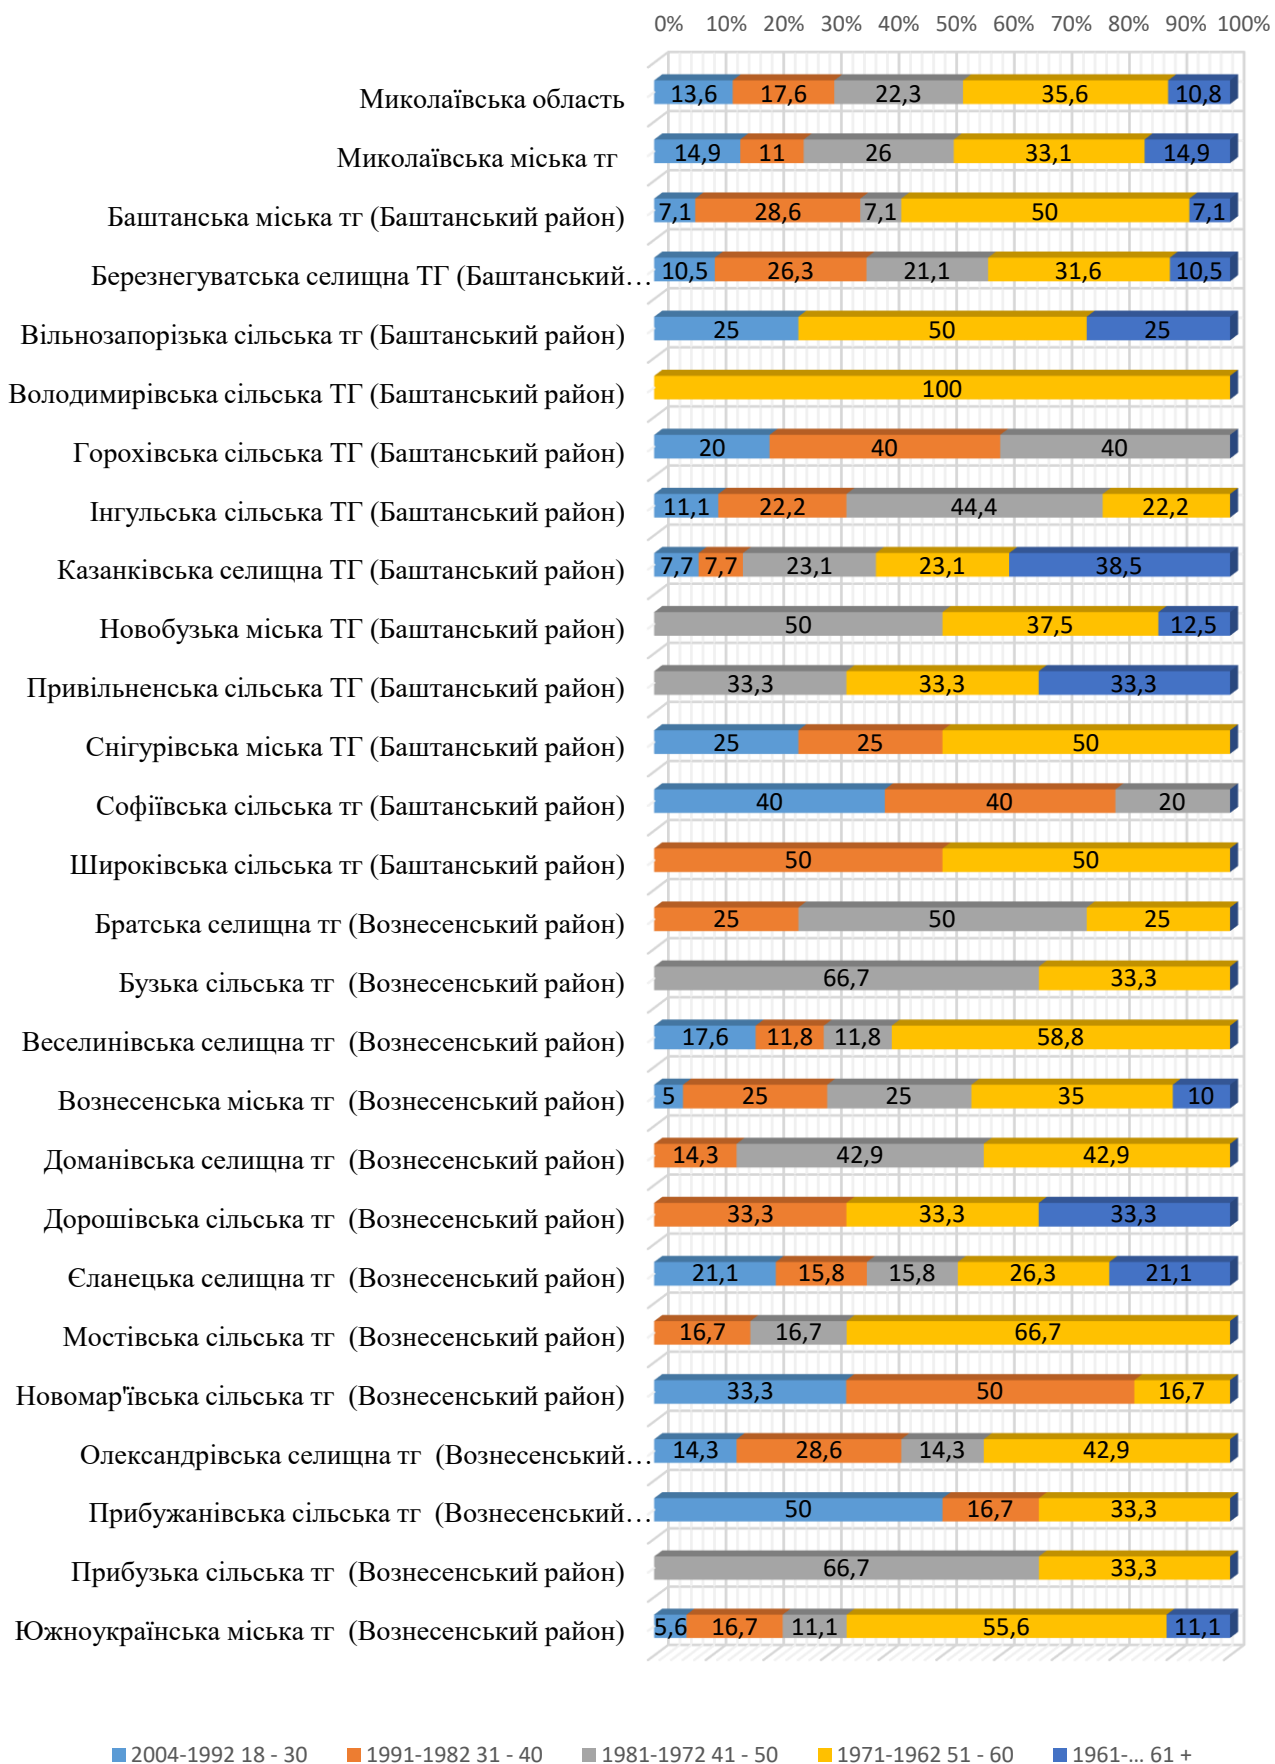 0% 10% 20% 30% 40% 50% 60% 70% 80% 90% 100%
Миколаївська область 13,6 17,6 22,3 35,6 10,8
Миколаївська міська тг 14,9 11 26 33,1 14,9
Баштанська міська тг (Баштанський район) 7,1 28,6 7,1 50 7,1
Березнегуватська селищна ТГ (Баштанський… 10,5 26,3 21,1 31,6 10,5
Вільнозапорізька сільська тг (Баштанський район) 25 50 25
Володимирівська сільська ТГ (Баштанський район) 100
Горохівська сільська ТГ (Баштанський район) 20 40 40
Інгульська сільська ТГ (Баштанський район) 11,1 22,2 44,4 22,2
Казанківська селищна ТГ (Баштанський район) 7,7 7,7 23,1 23,1 38,5
Новобузька міська ТГ (Баштанський район) 50 37,5 12,5
Привільненська сільська ТГ (Баштанський район) 33,3 33,3 33,3
Снігурівська міська ТГ (Баштанський район) 25 25 50
Софіївська сільська тг (Баштанський район) 40 40 20
Широківська сільська тг (Баштанський район) 50 50
Братська селищна тг (Вознесенський район) 25 50 25
Бузька сільська тг (Вознесенський район) 66,7 33,3
Веселинівська селищна тг (Вознесенський район) 17,6 11,8 11,8 58,8
Вознесенська міська тг (Вознесенський район) 5 25 25 35 10
Доманівська селищна тг (Вознесенський район) 14,3 42,9 42,9
Дорошівська сільська тг (Вознесенський район) 33,3 33,3 33,3
Єланецька селищна тг (Вознесенський район) 21,1 15,8 15,8 26,3 21,1
Мостівська сільська тг (Вознесенський район) 16,7 16,7 66,7
Новомар'ївська сільська тг (Вознесенський район) 33,3 50 16,7
Олександрівська селищна тг (Вознесенський… 14,3 28,6 14,3 42,9
Прибужанівська сільська тг (Вознесенський… 50 16,7 33,3
Прибузька сільська тг (Вознесенський район) 66,7 33,3
Южноукраїнська міська тг (Вознесенський район) 5,6 16,7 11,1 55,6 11,1
2004-1992 18 - 30 1991-1982 31 - 40 1981-1972 41 - 50 1971-1962 51 - 60 1961-... 61 +